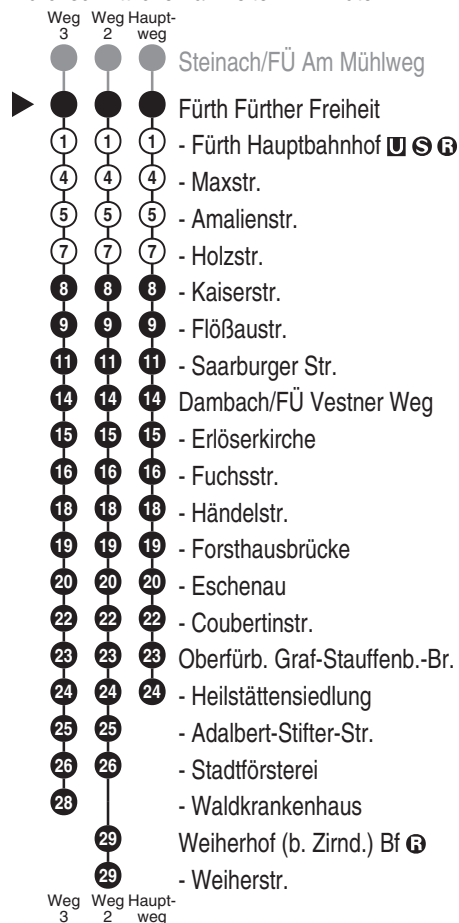 Weg Weg Haupt-
3 2 weg
Steinach/FÜ Am Mühlweg
Fürth Fürther Freiheit
1 1 1 - Fürth Hauptbahnhof U S R
4 4 4 - Maxstr.
5 5 5 - Amalienstr.
7 7 7 - Holzstr.
8 8 8 - Kaiserstr.
9 9 9 - Flößaustr.
11 11 11 - Saarburger Str.
14 14 14 Dambach/FÜ Vestner Weg
15 15 15 - Erlöserkirche
16 16 16 - Fuchsstr.
18 18 18 - Händelstr.
19 19 19 - Forsthausbrücke
20 20 20 - Eschenau
22 22 22 - Coubertinstr.
23 23 23 Oberfürb. Graf-Stauffenb.-Br.
24 24 24 - Heilstättensiedlung
25 25 - Adalbert-Stifter-Str.
26 26 - Stadtförsterei
28 - Waldkrankenhaus
29 Weiherhof (b. Zirnd.) Bf R
29 - Weiherstr.
Weg Weg Haupt-
3 2 weg